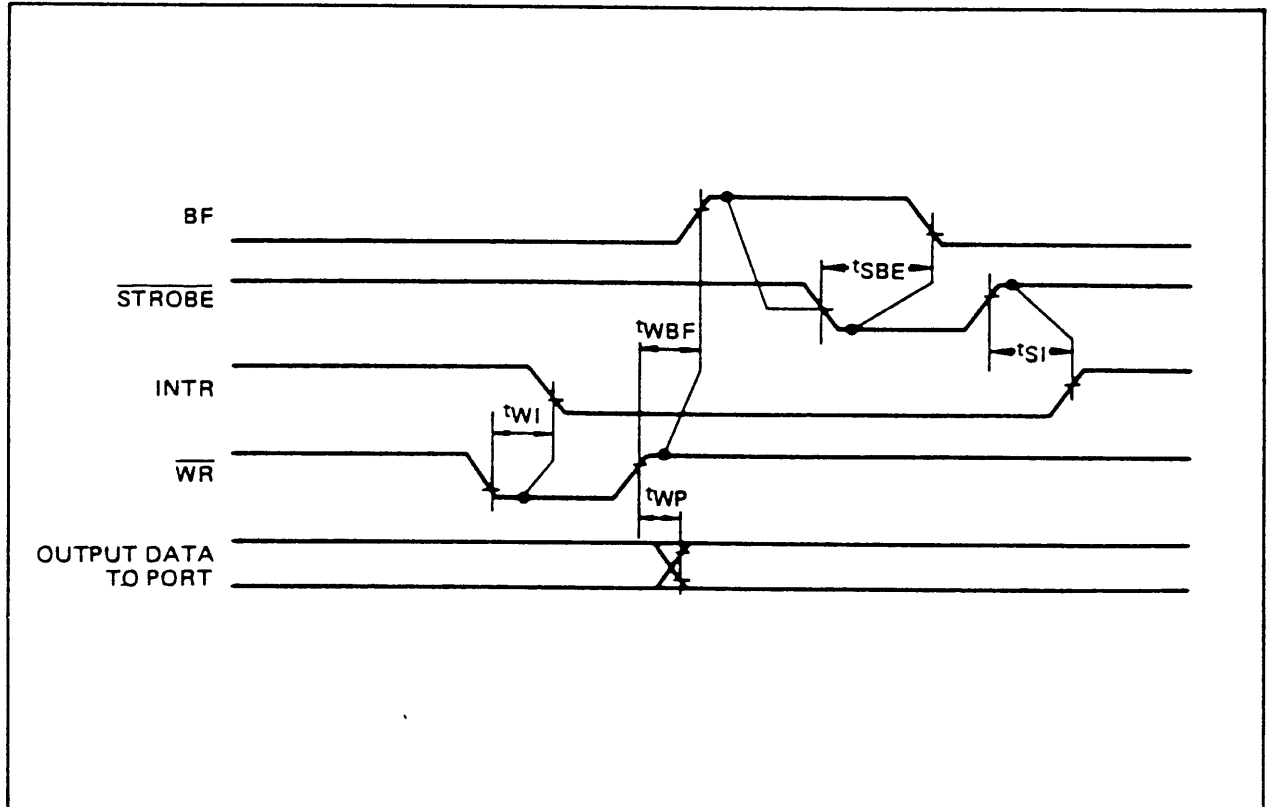 BF
tSBE
STROBE
tWBF
tSI
INTR
tWI
WR
tWP
OUTPUT DATA
TO PORT